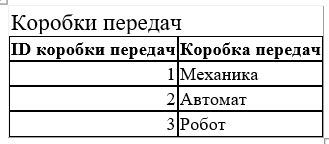 Коробки передач
ID коробки передач Коробка передач
1 Механика
2 Автомат
3 Робот